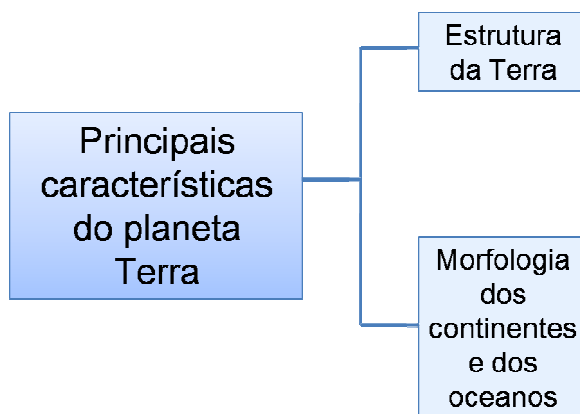 Principais
características
do planeta
Terra
Estrutura
da Terra
Morfologia
dos
continentes
e dos
oceanos